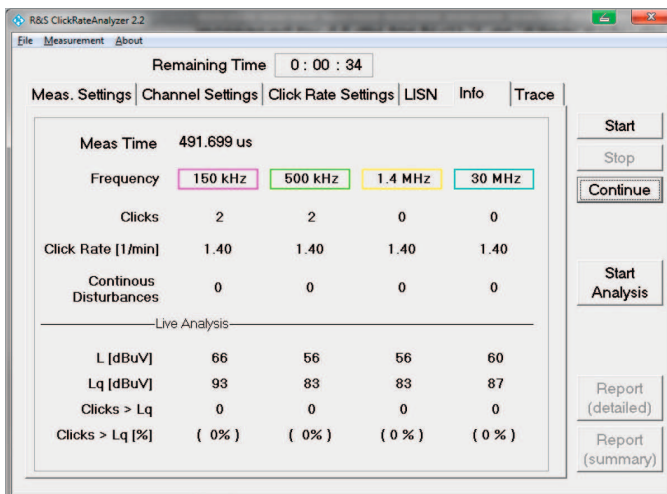 R&S ClickRateAnalyzer 2.2
File Measurement About
Remaining Time 0 : 00 : 34
Meas. Settings Channel Settings Click Rate Settings LISN Info Trace
Start
Stop
Continue
Start
Analysis
Report
(detailed)
Report
(summary)
Meas Time 491.699 us
Frequency 150 kHz 500 kHz 1.4 MHz 30 MHz
Clicks 2 2 0 0
Click Rate [1/min] 1.40 1.40 1.40 1.40
Continous
Disturbances 0 0 0 0
Live Analysis
L [dBuV] 66 56 56 60
Lq [dBuV] 93 83 83 87
Clicks > Lq 0 0 0 0
Clicks > Lq [%] ( 0% ) ( 0% ) ( 0 % ) ( 0 % )